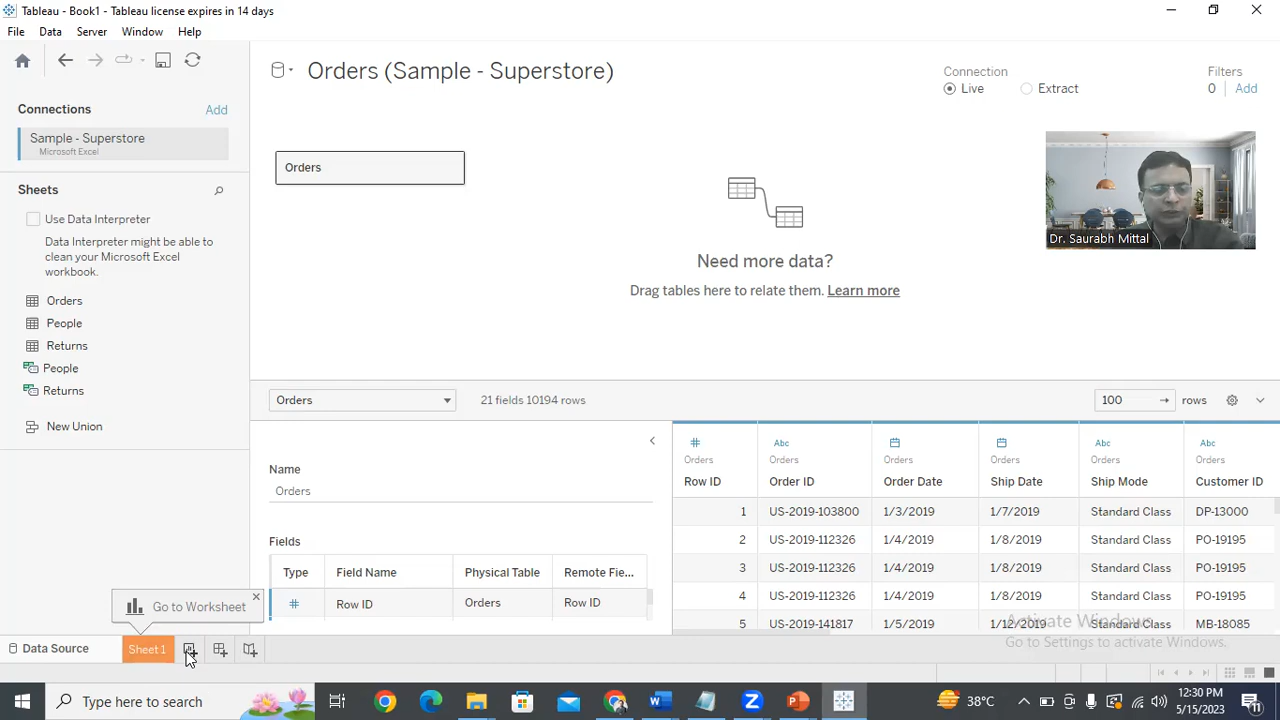 Tableau - Book1 - Tableau license expires in 14 days
File Data Server Window Help
Orders (Sample - Superstore)
Connection
Live Extract
Filters
0 Add
Connections Add
Sample - Superstore
Microsoft Excel
Sheets
Use Data Interpreter
Data Interpreter might be able to
clean your Microsoft Excel
workbook.
Orders
People
Returns
People
Returns
New Union
Orders
Need more data?
Drag tables here to relate them. Learn more
Dr. Saurabh Mittal
Orders 21 fields 10194 rows 100 rows
Name
Orders
Fields
Type Field Name Physical Table Remote Fie...
# Row ID Orders Row ID
# Abc Abc Abc
Orders Orders Orders Orders Orders Orders
Row ID Order ID Order Date Ship Date Ship Mode Customer ID
1 US-2019-103800 1/3/2019 1/7/2019 Standard Class DP-13000
2 US-2019-112326 1/4/2019 1/8/2019 Standard Class PO-19195
3 US-2019-112326 1/4/2019 1/8/2019 Standard Class PO-19195
4 US-2019-112326 1/4/2019 1/8/2019 Standard Class PO-19195
5 US-2019-141817 1/5/2019 1/12/2019 Standard Class MB-18085
Activate Windows
Go to Settings to activate Windows.
Go to Worksheet
Data Source Sheet 1
Type here to search
38°C
12:30 PM
5/15/2023
11